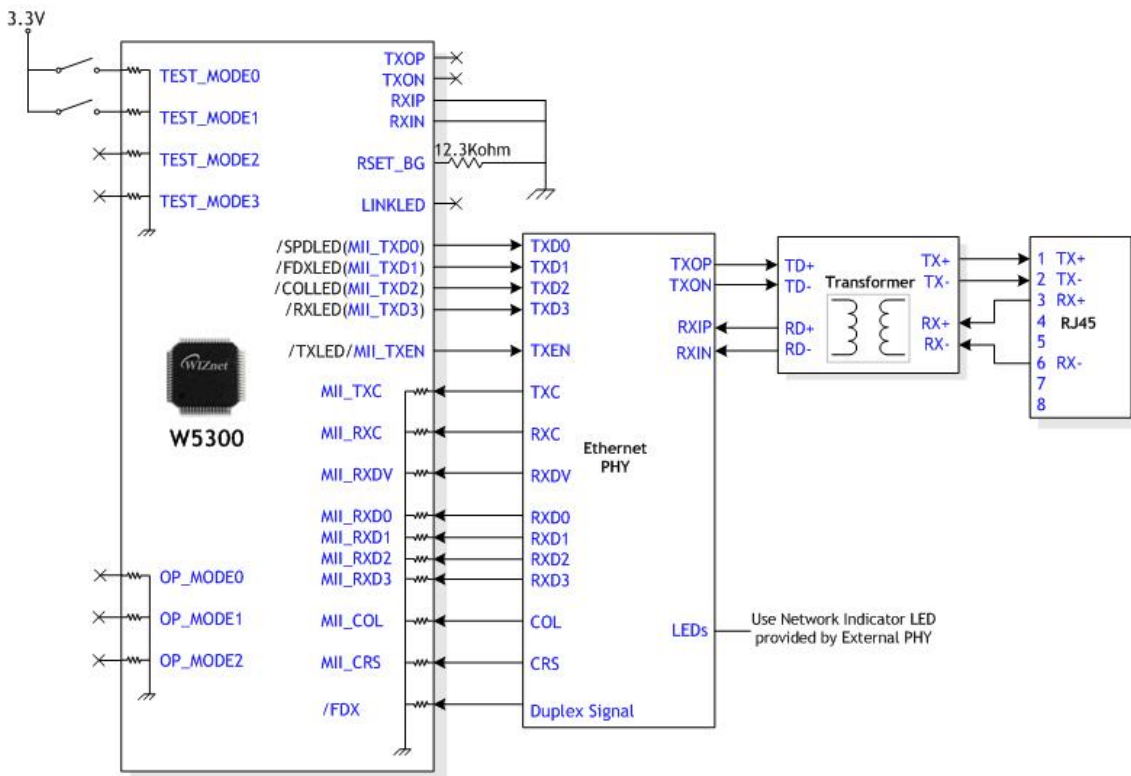 3.3V
TEST_MODE0
TEST_MODE1
TEST_MODE2
TEST_MODE3
TXOP
TXON
RXIP
RXIN
RSET_BG
12.3Kohm
LINKLED
/SPDLED(MII_TXD0)
/FDXLED(MII_TXD1)
/COLLED(MII_TXD2)
/RXLED(MII_TXD3)
/TXLED/MII_TXEN
MII_TXC
MII_RXC
MII_RXDV
MII_RXD0
MII_RXD1
MII_RXD2
MII_RXD3
MII_COL
MII_CRS
/FDX
WIZnet
W5300
OP_MODE0
OP_MODE1
OP_MODE2
TXD0
TXD1
TXD2
TXD3
TXEN
TXC
RXC
RXDV
RXD0
RXD1
RXD2
RXD3
COL
CRS
Duplex Signal
Ethernet
PHY
TXOP
TXON
RXIP
RXIN
LEDs
Use Network Indicator LED
provided by External PHY
TD+
TD-
RD+
RD-
Transformer
TX+
TX-
RX+
RX-
1 TX+
2 TX-
3 RX+
4
5
6 RX-
7
8
RJ45